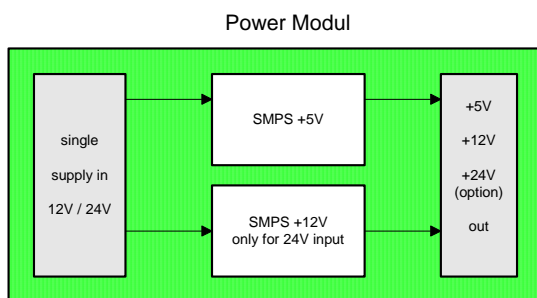 Power Modul
single
supply in
12V / 24V
SMPS +5V
SMPS +12V
only for 24V input
+5V
+12V
+24V
(option)
out